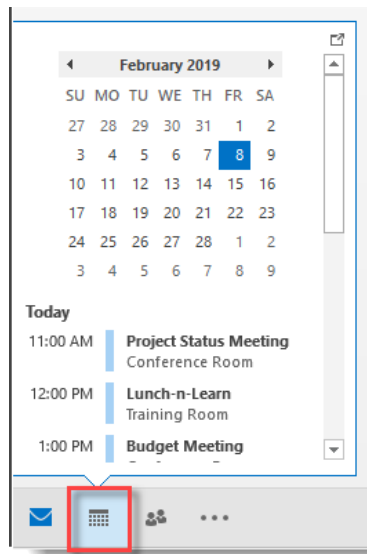 February 2019
SU MO TU WE TH FR SA
27 28 29 30 31 1 2
3 4 5 6 7 8 9
10 11 12 13 14 15 16
17 18 19 20 21 22 23
24 25 26 27 28 1 2
3 4 5 6 7 8 9
Today
11:00 AM Project Status Meeting
Conference Room
12:00 PM Lunch-n-Learn
Training Room
1:00 PM Budget Meeting